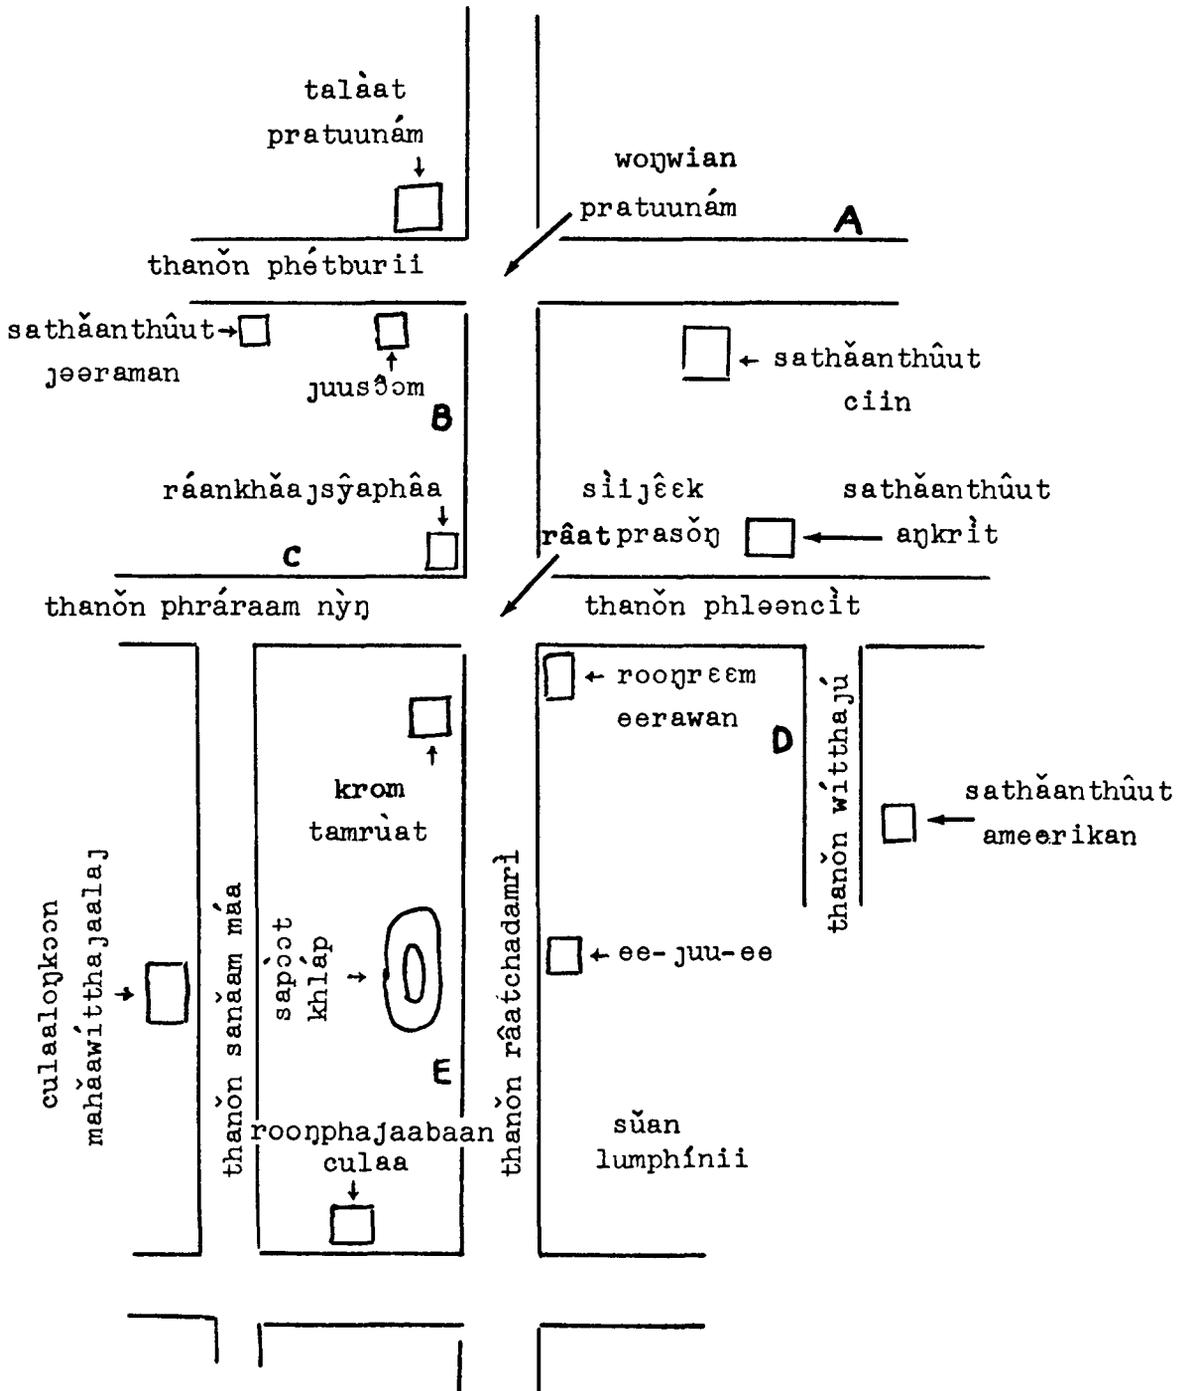 talàat
pratuunám
woŋwian
pratuunám
A
thanǒn phétburii
sathǎanthûut
jəəraman
juusɔ̂ɔm
B
sathǎanthûut
ciin
ráankhǎajsŷaphâa
C
sìijɛ̂ɛk
râatprasǒŋ
sathǎanthûut
aŋkrìt
thanǒn phráraam nỳŋ
thanǒn phləəncìt
rooŋrɛɛm
eerawan
D
thanǒn wítthajú
krom
tamrùat
sathǎanthûut
ameerikan
culaaloŋkɔɔn
mahǎawítthajaalaj
thanǒn sanǎam máa
sapɔ́ɔt
khláp
thanǒn râatchadamrì
ee-juu-ee
E
rooŋphajaabaan
culaa
sǔan
lumphínii